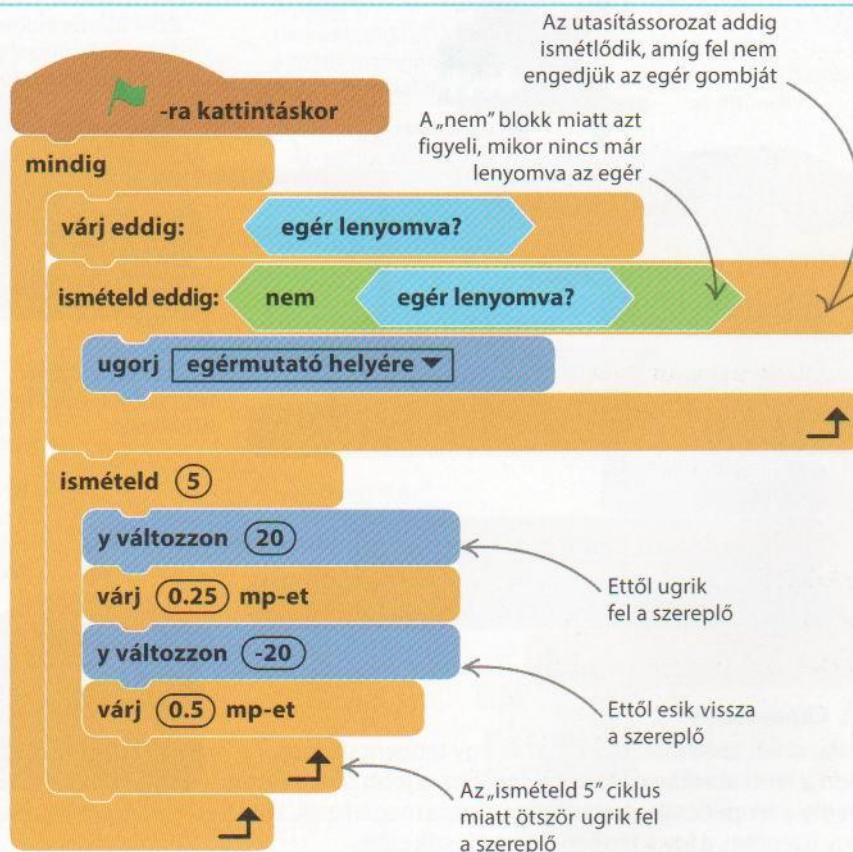 Az utasítássorozat addig
ismétlődik, amíg fel nem
engedjük az egér gombját
-ra kattintáskor
A „nem” blokk miatt azt
figyeli, mikor nincs már
lenyomva az egér
mindig
várj eddig: egér lenyomva?
ismételd eddig: nem egér lenyomva?
ugorj egérmutató helyére
ismételd 5
y változzon 20
várj 0.25 mp-et
Ettől ugrik
fel a szereplő
y változzon -20
várj 0.5 mp-et
Ettől esik vissza
a szereplő
Az „ismételd 5” ciklus
miatt ötször ugrik fel
a szereplő